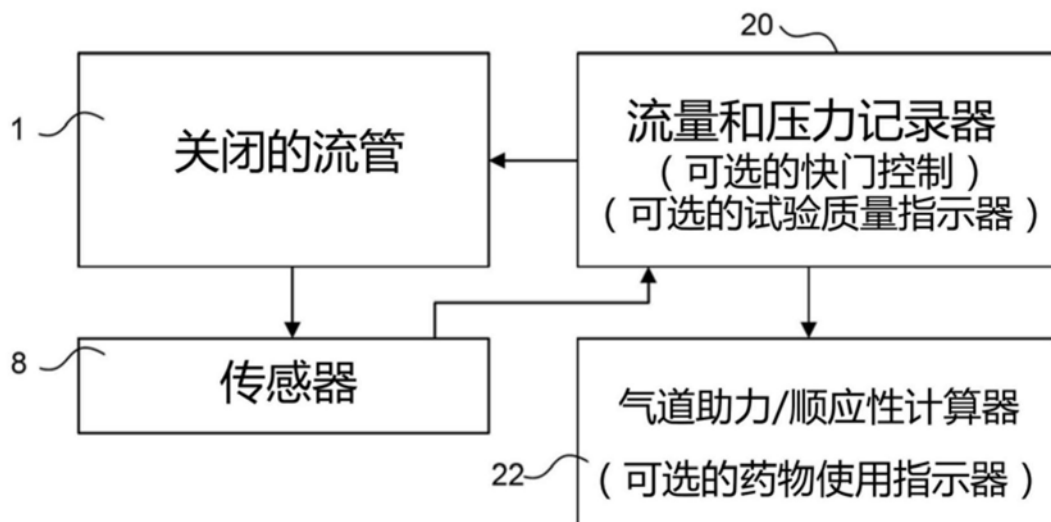 20
1
关闭的流管
流量和压力记录器
（可选的快门控制）
（可选的试验质量指示器）
8
传感器
气道助力/顺应性计算器
22
（可选的药物使用指示器）